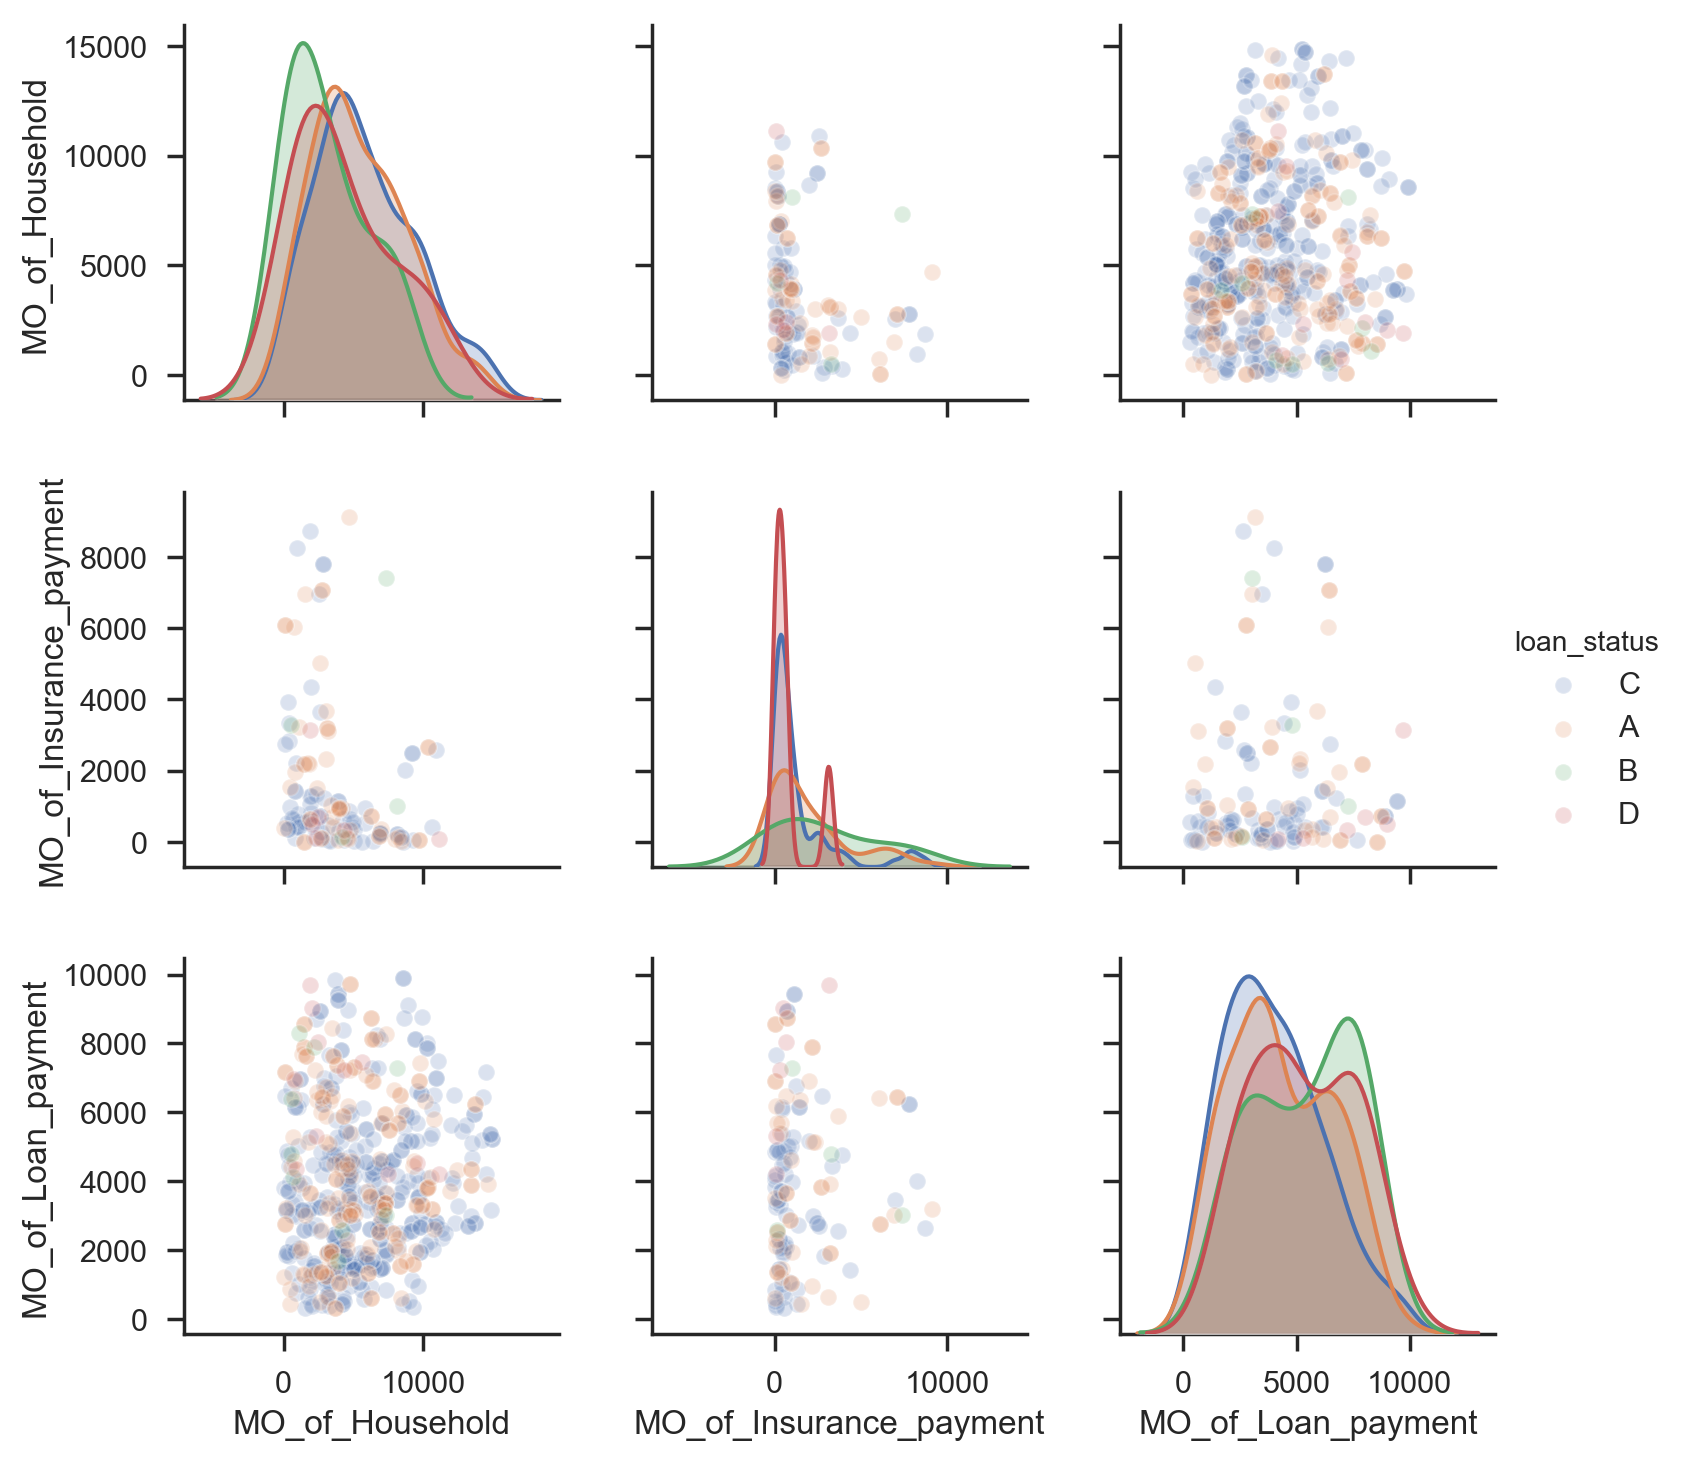 MO_of_Household
15000
10000
5000
0
MO_of_Insurance_payment
8000
6000
4000
2000
0
loan_status
C
A
B
D
MO_of_Loan_payment
10000
8000
6000
4000
2000
0
0 10000
MO_of_Household
0 10000
MO_of_Insurance_payment
0 5000 10000
MO_of_Loan_payment